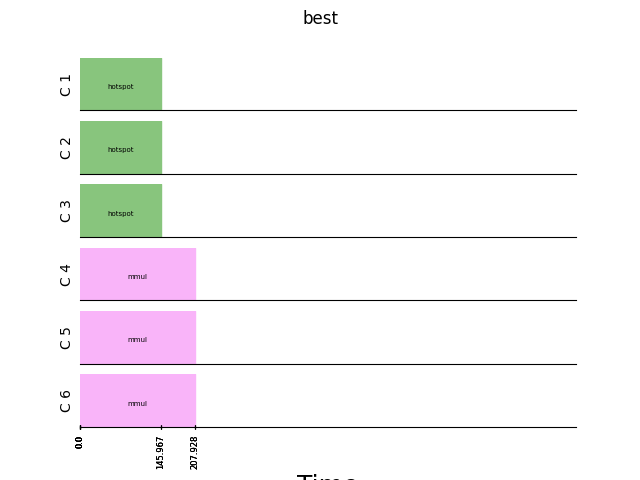 best
C 1
hotspot
C 2
hotspot
C 3
hotspot
C 4
mmul
C 5
mmul
C 6
mmul
0.0
145.967
207.928
Time